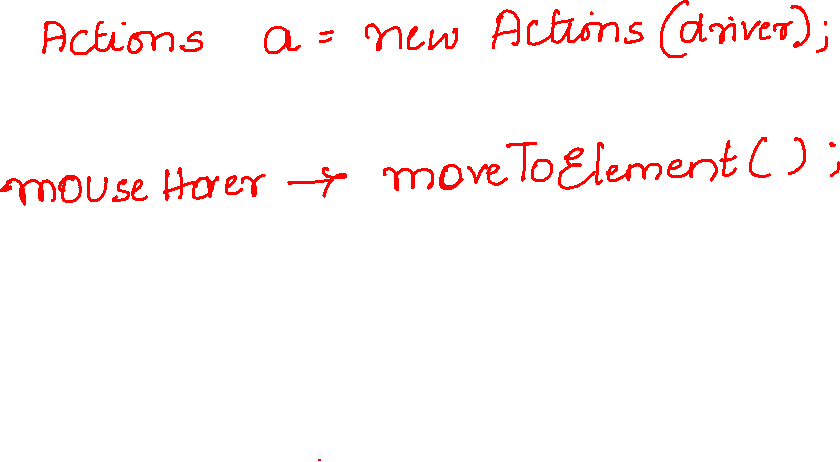 Actions a = new Actions(driver);
mouse Hover → moveToElement();